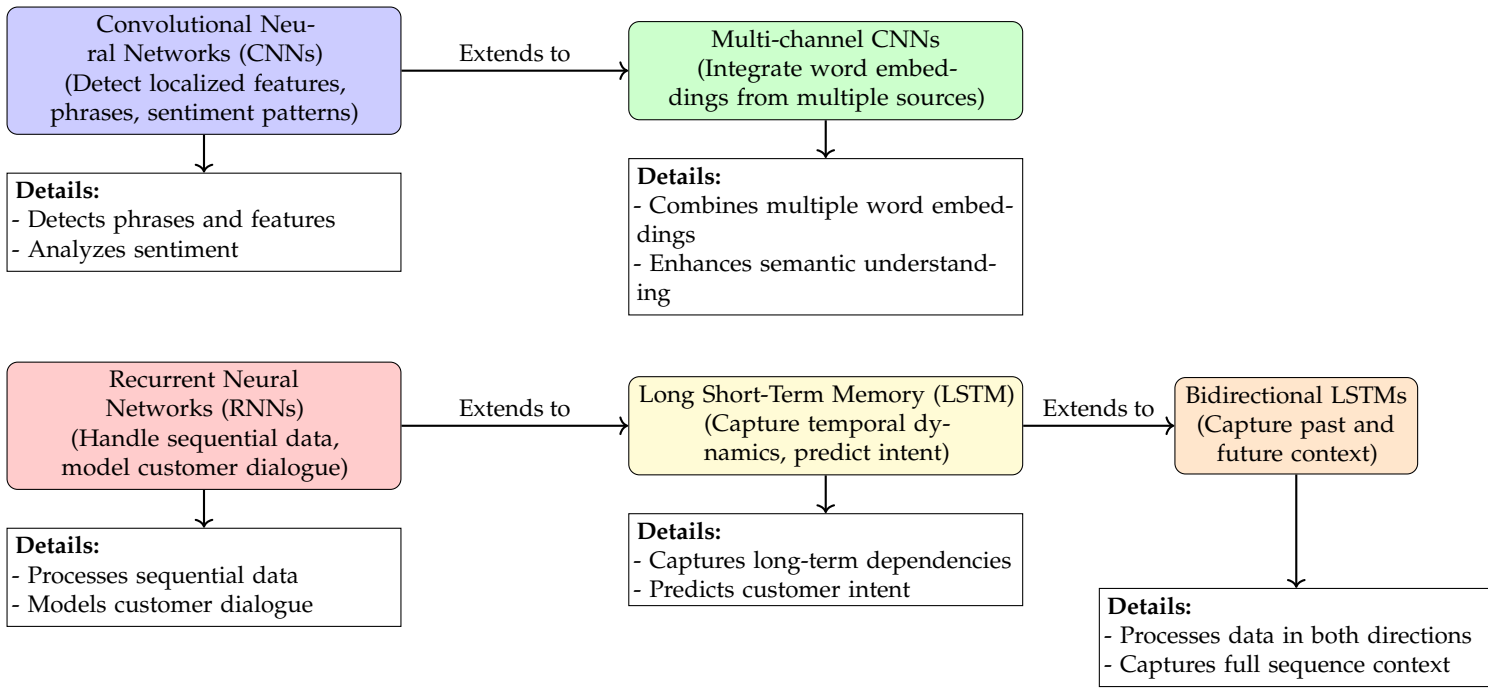 Convolutional Neu-
ral Networks (CNNs)
(Detect localized features,
phrases, sentiment patterns)
Extends to
Multi-channel CNNs
(Integrate word embed-
dings from multiple sources)
Details:
- Detects phrases and features
- Analyzes sentiment
Details:
- Combines multiple word embed-
dings
- Enhances semantic understand-
ing
Recurrent Neural
Networks (RNNs)
(Handle sequential data,
model customer dialogue)
Extends to
Long Short-Term Memory (LSTM)
(Capture temporal dy-
namics, predict intent)
Extends to
Bidirectional LSTMs
(Capture past and
future context)
Details:
- Processes sequential data
- Models customer dialogue
Details:
- Captures long-term dependencies
- Predicts customer intent
Details:
- Processes data in both directions
- Captures full sequence context